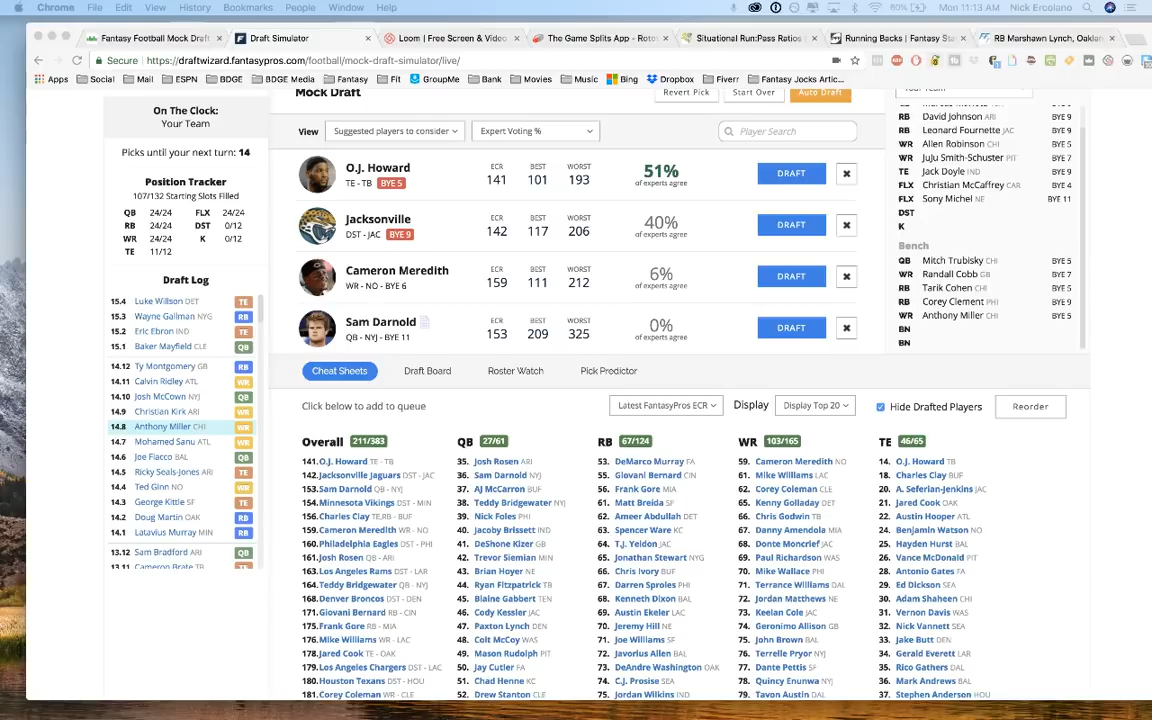 Chrome File Edit View History Bookmarks People Window Help 80% Mon 11:13 AM Nick Ercolano
Fantasy Football Mock Draft Draft Simulator Loom | Free Screen & Video The Game Splits App - Rotov Situational Run:Pass Ratios Running Backs | Fantasy Sta RB Marshawn Lynch, Oaklan
Secure https://draftwizard.fantasypros.com/football/mock-draft-simulator/live/
Apps Social Mail ESPN BDGE BDGE Media Fantasy Fit GroupMe Bank Movies Music Bing Dropbox Fiverr Fantasy Jocks Artic...
On The Clock:
Your Team
Picks until your next turn: 14
Position Tracker
107/132 Starting Slots Filled
QB 24/24 FLX 24/24
RB 24/24 DST 0/12
WR 24/24 K 0/12
TE 11/12
Draft Log
15.4 Luke Willson DET TE
15.3 Wayne Gallman NYG RB
15.2 Eric Ebron IND TE
15.1 Baker Mayfield CLE QB
14.12 Ty Montgomery GB RB
14.11 Calvin Ridley ATL WR
14.10 Josh McCown NYJ QB
14.9 Christian Kirk ARI WR
14.8 Anthony Miller CHI WR
14.7 Mohamed Sanu ATL WR
14.6 Joe Flacco BAL QB
14.5 Ricky Seals-Jones ARI TE
14.4 Ted Ginn NO WR
14.3 George Kittle SF TE
14.2 Doug Martin OAK RB
14.1 Latavius Murray MIN RB
13.12 Sam Bradford ARI QB
13.11 Cameron Brate TB TE
Mock Draft Revert Pick Start Over Auto Draft
View Suggested players to consider Expert Voting % Player Search
O.J. Howard TE - TB BYE 5 ECR 141 BEST 101 WORST 193 51% of experts agree DRAFT
Jacksonville DST - JAC BYE 9 ECR 142 BEST 117 WORST 206 40% of experts agree DRAFT
Cameron Meredith WR - NO - BYE 6 ECR 159 BEST 111 WORST 212 6% of experts agree DRAFT
Sam Darnold QB - NYJ - BYE 11 ECR 153 BEST 209 WORST 325 0% of experts agree DRAFT
Your Team
RB David Johnson ARI BYE 9
RB Leonard Fournette JAC BYE 9
WR Allen Robinson CHI BYE 5
WR JuJu Smith-Schuster PIT BYE 7
TE Jack Doyle IND BYE 9
FLX Christian McCaffrey CAR BYE 4
FLX Sony Michel NE BYE 11
DST
K
Bench
QB Mitch Trubisky CHI BYE 5
WR Randall Cobb GB BYE 7
RB Tarik Cohen CHI BYE 5
RB Corey Clement PHI BYE 9
WR Anthony Miller CHI BYE 5
BN
BN
Cheat Sheets Draft Board Roster Watch Pick Predictor
Click below to add to queue Latest FantasyPros ECR Display Display Top 20 Hide Drafted Players Reorder
Overall 211/383
141.O.J. Howard TE - TB
142.Jacksonville Jaguars DST - JAC
153.Sam Darnold QB - NYJ
154.Minnesota Vikings DST - MIN
156.Charles Clay TE,RB - BUF
159.Cameron Meredith WR - NO
160.Philadelphia Eagles DST - PHI
161.Josh Rosen QB - ARI
163.Los Angeles Rams DST - LAR
164.Teddy Bridgewater QB - NYJ
168.Denver Broncos DST - DEN
171.Giovani Bernard RB - CIN
175.Frank Gore RB - MIA
176.Mike Williams WR - LAC
178.Jared Cook TE - OAK
179.Los Angeles Chargers DST - LAC
180.Houston Texans DST - HOU
181.Corey Coleman WR - CLE
QB 27/61
35. Josh Rosen ARI
36. Sam Darnold NYJ
37. AJ McCarron BUF
38. Teddy Bridgewater NYJ
39. Nick Foles PHI
40. Jacoby Brissett IND
41. DeShone Kizer GB
42. Trevor Siemian MIN
43. Brian Hoyer NE
44. Ryan Fitzpatrick TB
45. Blaine Gabbert TEN
46. Cody Kessler JAC
47. Paxton Lynch DEN
48. Colt McCoy WAS
49. Mason Rudolph PIT
50. Jay Cutler FA
51. Chad Henne KC
52. Drew Stanton CLE
RB 67/124
53. DeMarco Murray FA
55. Giovani Bernard CIN
56. Frank Gore MIA
61. Matt Breida SF
62. Ameer Abdullah DET
63. Spencer Ware KC
64. T.J. Yeldon JAC
65. Jonathan Stewart NYG
66. Chris Ivory BUF
67. Darren Sproles PHI
68. Kenneth Dixon BAL
69. Austin Ekeler LAC
70. Jeremy Hill NE
71. Joe Williams SF
72. Javorius Allen BAL
73. DeAndre Washington OAK
74. C.J. Prosise SEA
75. Jordan Wilkins IND
WR 103/165
59. Cameron Meredith NO
61. Mike Williams LAC
62. Corey Coleman CLE
65. Kenny Golladay DET
66. Chris Godwin TB
67. Danny Amendola MIA
68. Donte Moncrief JAC
69. Paul Richardson WAS
70. Mike Wallace PHI
71. Terrance Williams DAL
72. Jordan Matthews NE
73. Keelan Cole JAC
74. Geronimo Allison GB
75. John Brown BAL
76. Terrelle Pryor NYJ
77. Dante Pettis SF
78. Quincy Enunwa NYJ
79. Tavon Austin DAL
TE 46/65
14. O.J. Howard TB
18. Charles Clay BUF
20. A. Seferian-Jenkins JAC
21. Jared Cook OAK
22. Austin Hooper ATL
24. Benjamin Watson NO
25. Hayden Hurst BAL
26. Vance McDonald PIT
28. Antonio Gates FA
29. Ed Dickson SEA
30. Adam Shaheen CHI
31. Vernon Davis WAS
32. Nick Vannett SEA
33. Jake Butt DEN
34. Gerald Everett LAR
35. Rico Gathers DAL
36. Mark Andrews BAL
37. Stephen Anderson HOU